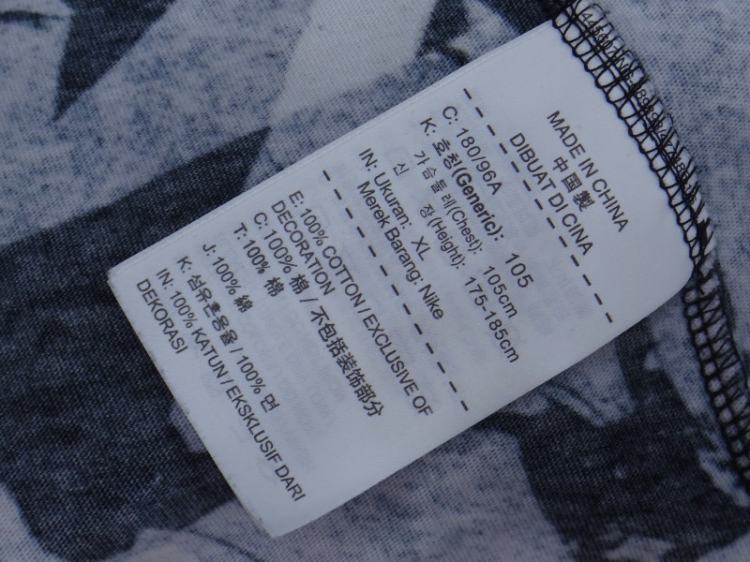 MADE IN CHINA
中国製
DIBUAT DI CINA
C: 180/96A
K: 호칭(Generic): 105
가슴둘레(Chest): 105cm
신 장(Height): 175-185cm
IN: Ukuran: XL
Merek Barang: Nike
E: 100% COTTON / EXCLUSIVE OF
DECORATION
C: 100% 棉 / 不包括装饰部分
T: 100% 棉
J: 100% 綿
K: 섬유혼용율 / 100% 면
IN: 100% KATUN / EKSKLUSIF DARI
DEKORASI